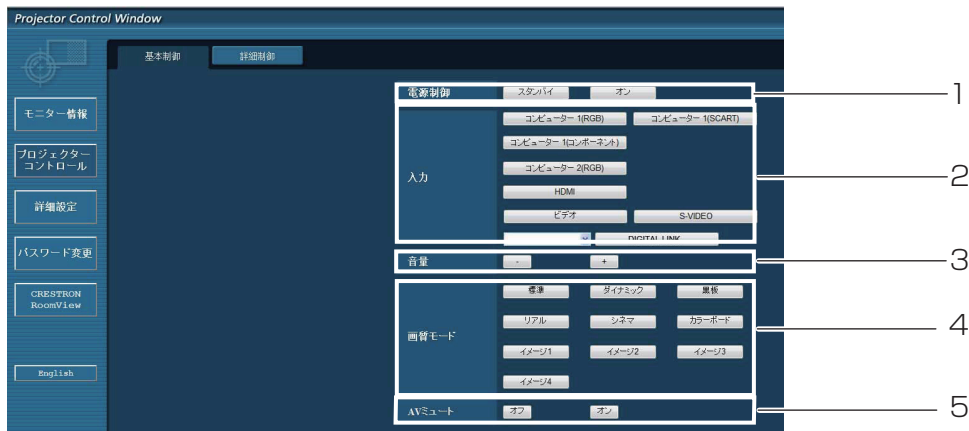 Projector Control Window
基本制御 詳細制御
モニター情報
プロジェクター
コントロール
詳細設定
パスワード変更
CRESTRON
RoomView
English
電源制御 スタンバイ オン 1
入力 2
コンピューター 1(RGB) コンピューター 1(SCART)
コンピューター 1(コンポーネント)
コンピューター 2(RGB)
HDMI
ビデオ S-VIDEO
DIGITAL LINK
音量 - + 3
画質モード 4
標準 ダイナミック 黒板
リアル シネマ カラーボード
イメージ1 イメージ2 イメージ3
イメージ4
AVミュート オフ オン 5